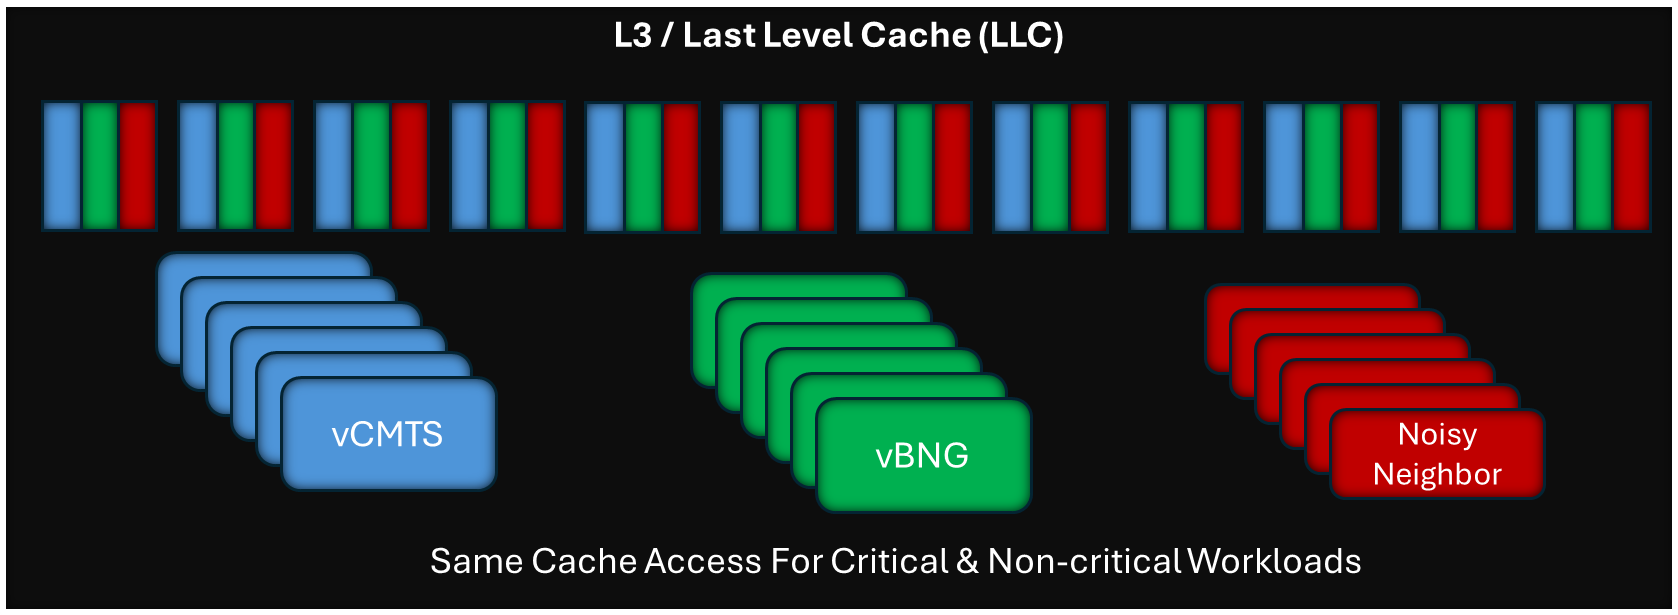 L3 / Last Level Cache (LLC)
vCMTS
vBNG
Noisy
Neighbor
Same Cache Access For Critical & Non-critical Workloads